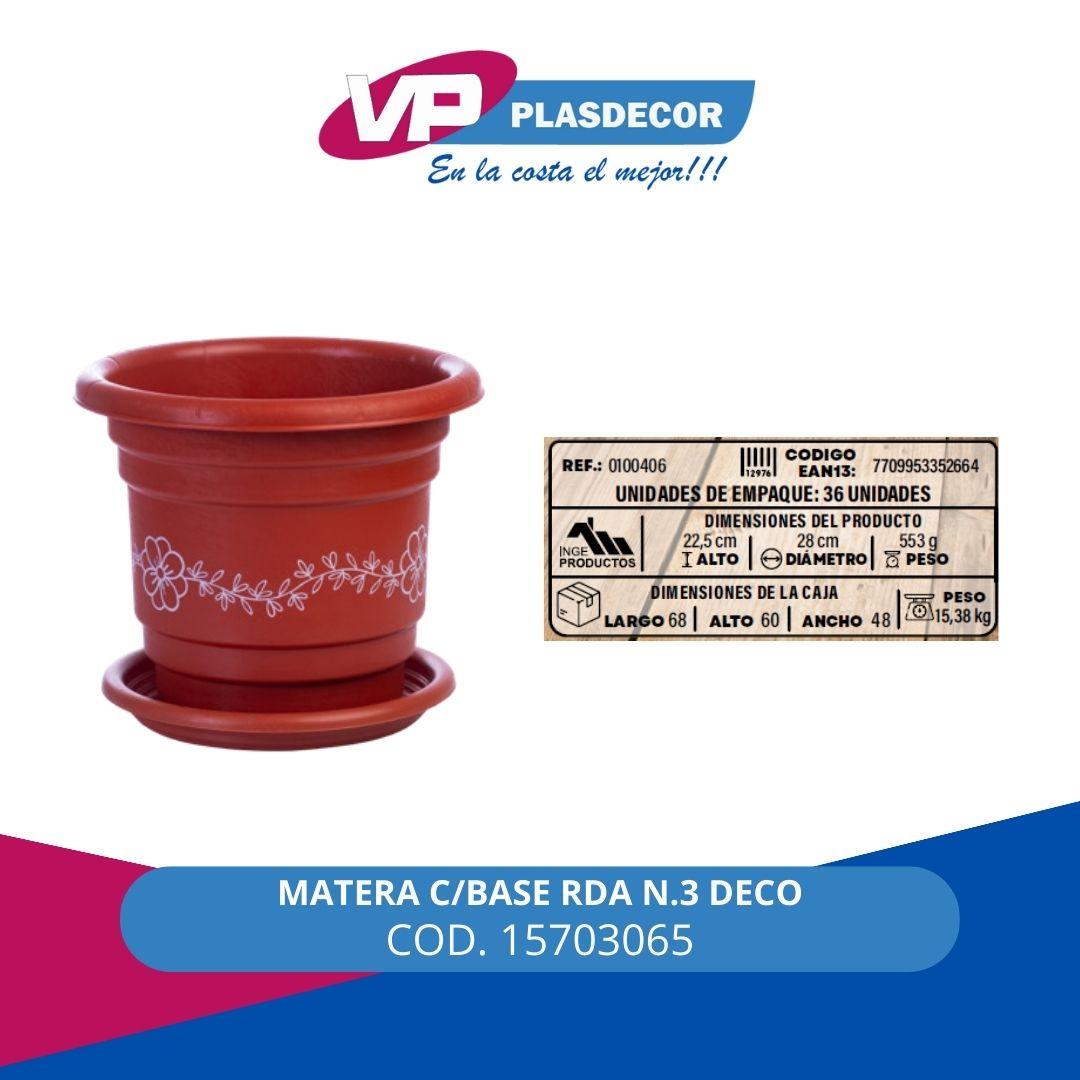 VP PLASDECOR
En la costa el mejor!!!
REF.: 0100406
12976
CODIGO
EAN13: 7709953352664
UNIDADES DE EMPAQUE: 36 UNIDADES
DIMENSIONES DEL PRODUCTO
INGE
PRODUCTOS
22,5 cm
ALTO
28 cm
DIÁMETRO
553 g
PESO
DIMENSIONES DE LA CAJA
LARGO 68
ALTO 60
ANCHO 48
PESO
15,38 kg
MATERA C/BASE RDA N.3 DECO
COD. 15703065